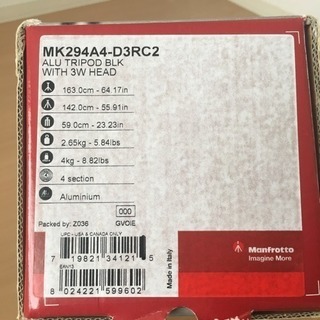 MK294A4-D3RC2
ALU TRIPOD BLK
WITH 3W HEAD
163.0cm - 64.17in
142.0cm - 55.91in
59.0cm - 23.23in
2.65kg - 5.84lbs
4kg - 8.82lbs
4 section
Aluminium
Packed by: Z036
000
GVCIE
UPC - USA & CANADA ONLY
7 19821 34121 5
EAN13
8 024221 599602
Made in Italy
Manfrotto
Imagine More